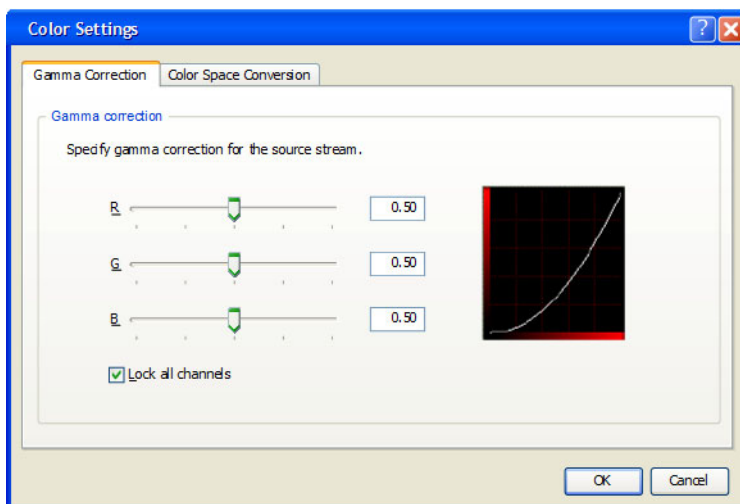 Color Settings
?
Gamma Correction
Color Space Conversion
Gamma correction
Specify gamma correction for the source stream.
R
0.50
G
0.50
B
0.50
Lock all channels
OK
Cancel